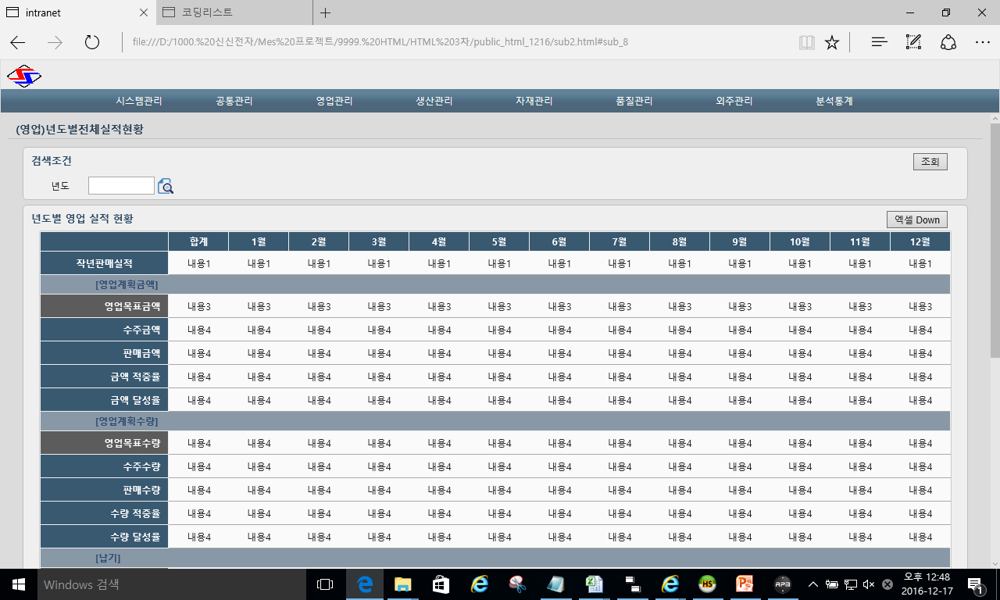 intranet
코딩리스트
file:///D:/1000.%20신신전자/Mes%20프로젝트/9999.%20HTML/HTML%203차/public_html_1216/sub2.html#sub_8
시스템관리 공통관리 영업관리 생산관리 자재관리 품질관리 외주관리 분석통계
(영업)년도별전체실적현황
검색조건 조회
년도
년도별 영업 실적 현황 엑셀 Down
합계 1월 2월 3월 4월 5월 6월 7월 8월 9월 10월 11월 12월
작년판매실적 내용1 내용1 내용1 내용1 내용1 내용1 내용1 내용1 내용1 내용1 내용1 내용1 내용1
[영업계획금액]
영업목표금액 내용3 내용3 내용3 내용3 내용3 내용3 내용3 내용3 내용3 내용3 내용3 내용3 내용3
수주금액 내용4 내용4 내용4 내용4 내용4 내용4 내용4 내용4 내용4 내용4 내용4 내용4 내용4
판매금액 내용4 내용4 내용4 내용4 내용4 내용4 내용4 내용4 내용4 내용4 내용4 내용4 내용4
금액 적중율 내용4 내용4 내용4 내용4 내용4 내용4 내용4 내용4 내용4 내용4 내용4 내용4 내용4
금액 달성율 내용4 내용4 내용4 내용4 내용4 내용4 내용4 내용4 내용4 내용4 내용4 내용4 내용4
[영업계획수량]
영업목표수량 내용4 내용4 내용4 내용4 내용4 내용4 내용4 내용4 내용4 내용4 내용4 내용4 내용4
수주수량 내용4 내용4 내용4 내용4 내용4 내용4 내용4 내용4 내용4 내용4 내용4 내용4 내용4
판매수량 내용4 내용4 내용4 내용4 내용4 내용4 내용4 내용4 내용4 내용4 내용4 내용4 내용4
수량 적중율 내용4 내용4 내용4 내용4 내용4 내용4 내용4 내용4 내용4 내용4 내용4 내용4 내용4
수량 달성율 내용4 내용4 내용4 내용4 내용4 내용4 내용4 내용4 내용4 내용4 내용4 내용4 내용4
[납기]
Windows 검색
HS
APM
오후 12:48
2016-12-17
1